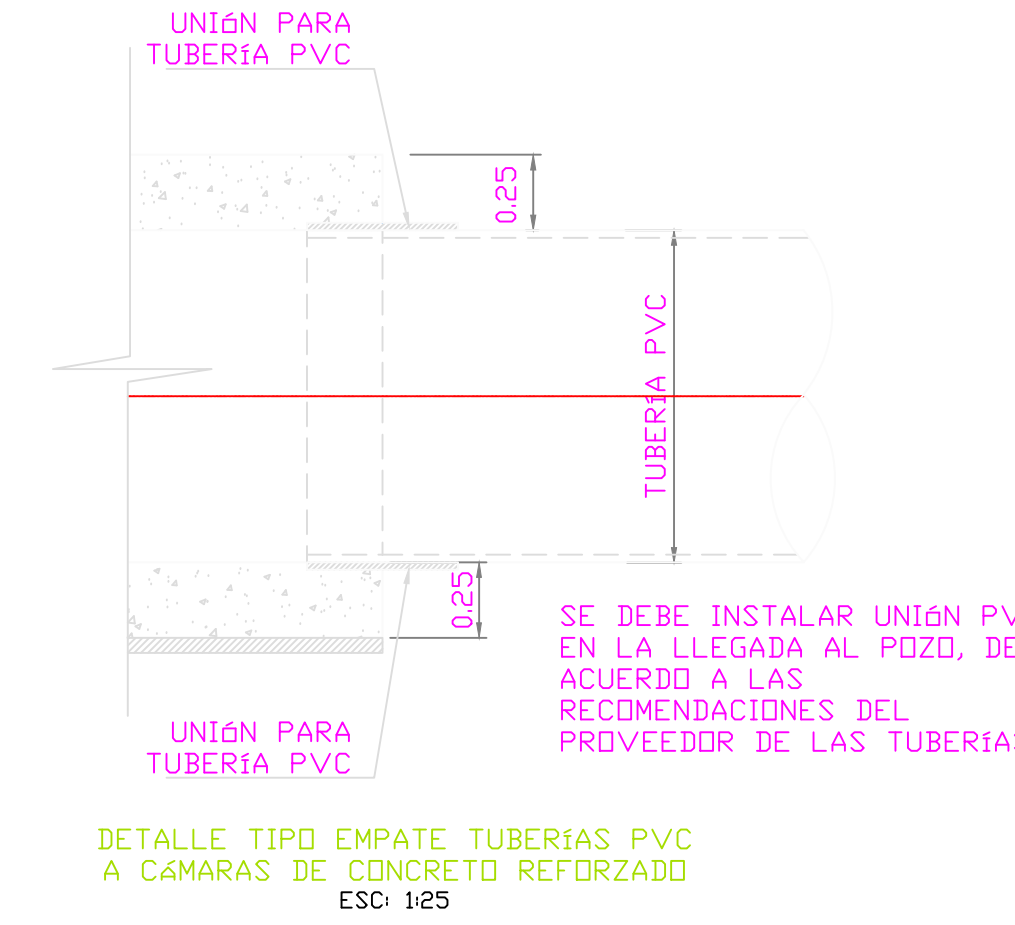 UNIóN PARA
TUBERíA PVC
0.25
TUBERíA PVC
0.25
SE DEBE INSTALAR UNIóN
EN LA LLEGADA AL POZO, DE
ACUERDO A LAS
RECOMENDACIONES DEL
PROVEEDOR DE LAS TUBERíAS
UNIóN PARA
TUBERíA PVC
DETALLE TIPO EMPATE TUBERíAS PVC
A CáMARAS DE CONCRETO REFORZADO
ESC: 1:25